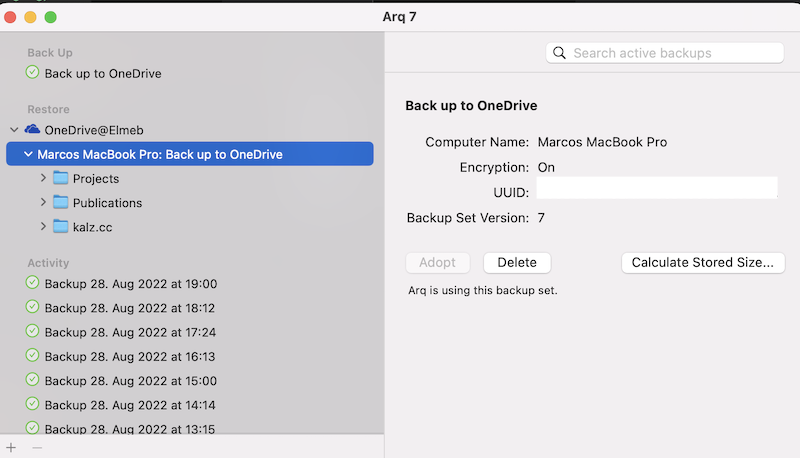 Arq 7
Back Up
Back up to OneDrive
Restore
OneDrive@Elmeb
Marcos MacBook Pro: Back up to OneDrive
Projects
Publications
kalz.cc
Activity
Backup 28. Aug 2022 at 19:00
Backup 28. Aug 2022 at 18:12
Backup 28. Aug 2022 at 17:24
Backup 28. Aug 2022 at 16:13
Backup 28. Aug 2022 at 15:00
Backup 28. Aug 2022 at 14:14
Backup 28. Aug 2022 at 13:15
Search active backups
Back up to OneDrive
Computer Name: Marcos MacBook Pro
Encryption: On
UUID:
Backup Set Version: 7
Adopt Delete Calculate Stored Size...
Arq is using this backup set.